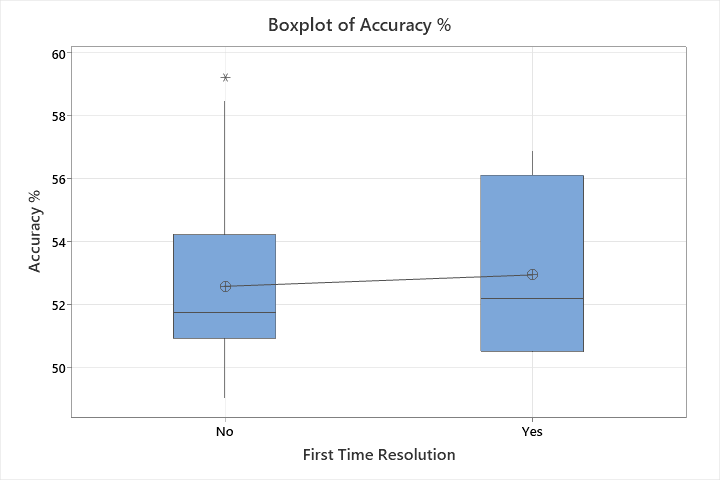 Boxplot of Accuracy %
Accuracy %
60
58
56
54
52
50
No Yes
First Time Resolution